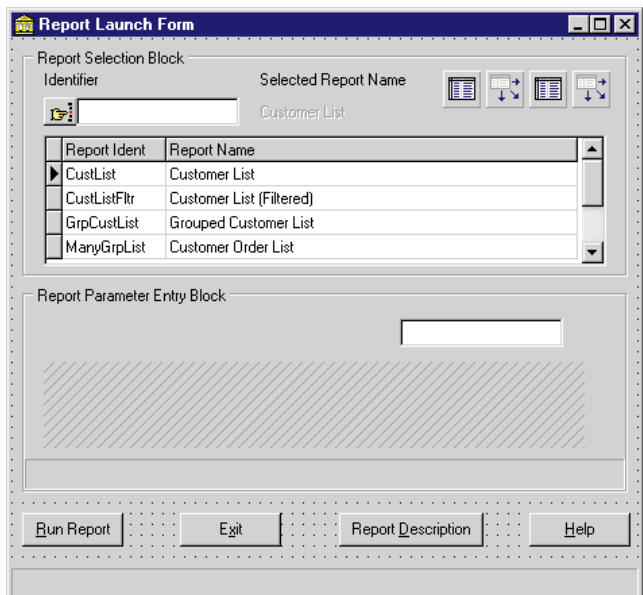 Report Launch Form
Report Selection Block
Identifier Selected Report Name
Customer List
Report Ident Report Name
CustList Customer List
CustListFltr Customer List (Filtered)
GrpCustList Grouped Customer List
ManyGrpList Customer Order List
Report Parameter Entry Block
Run Report Exit Report Description Help